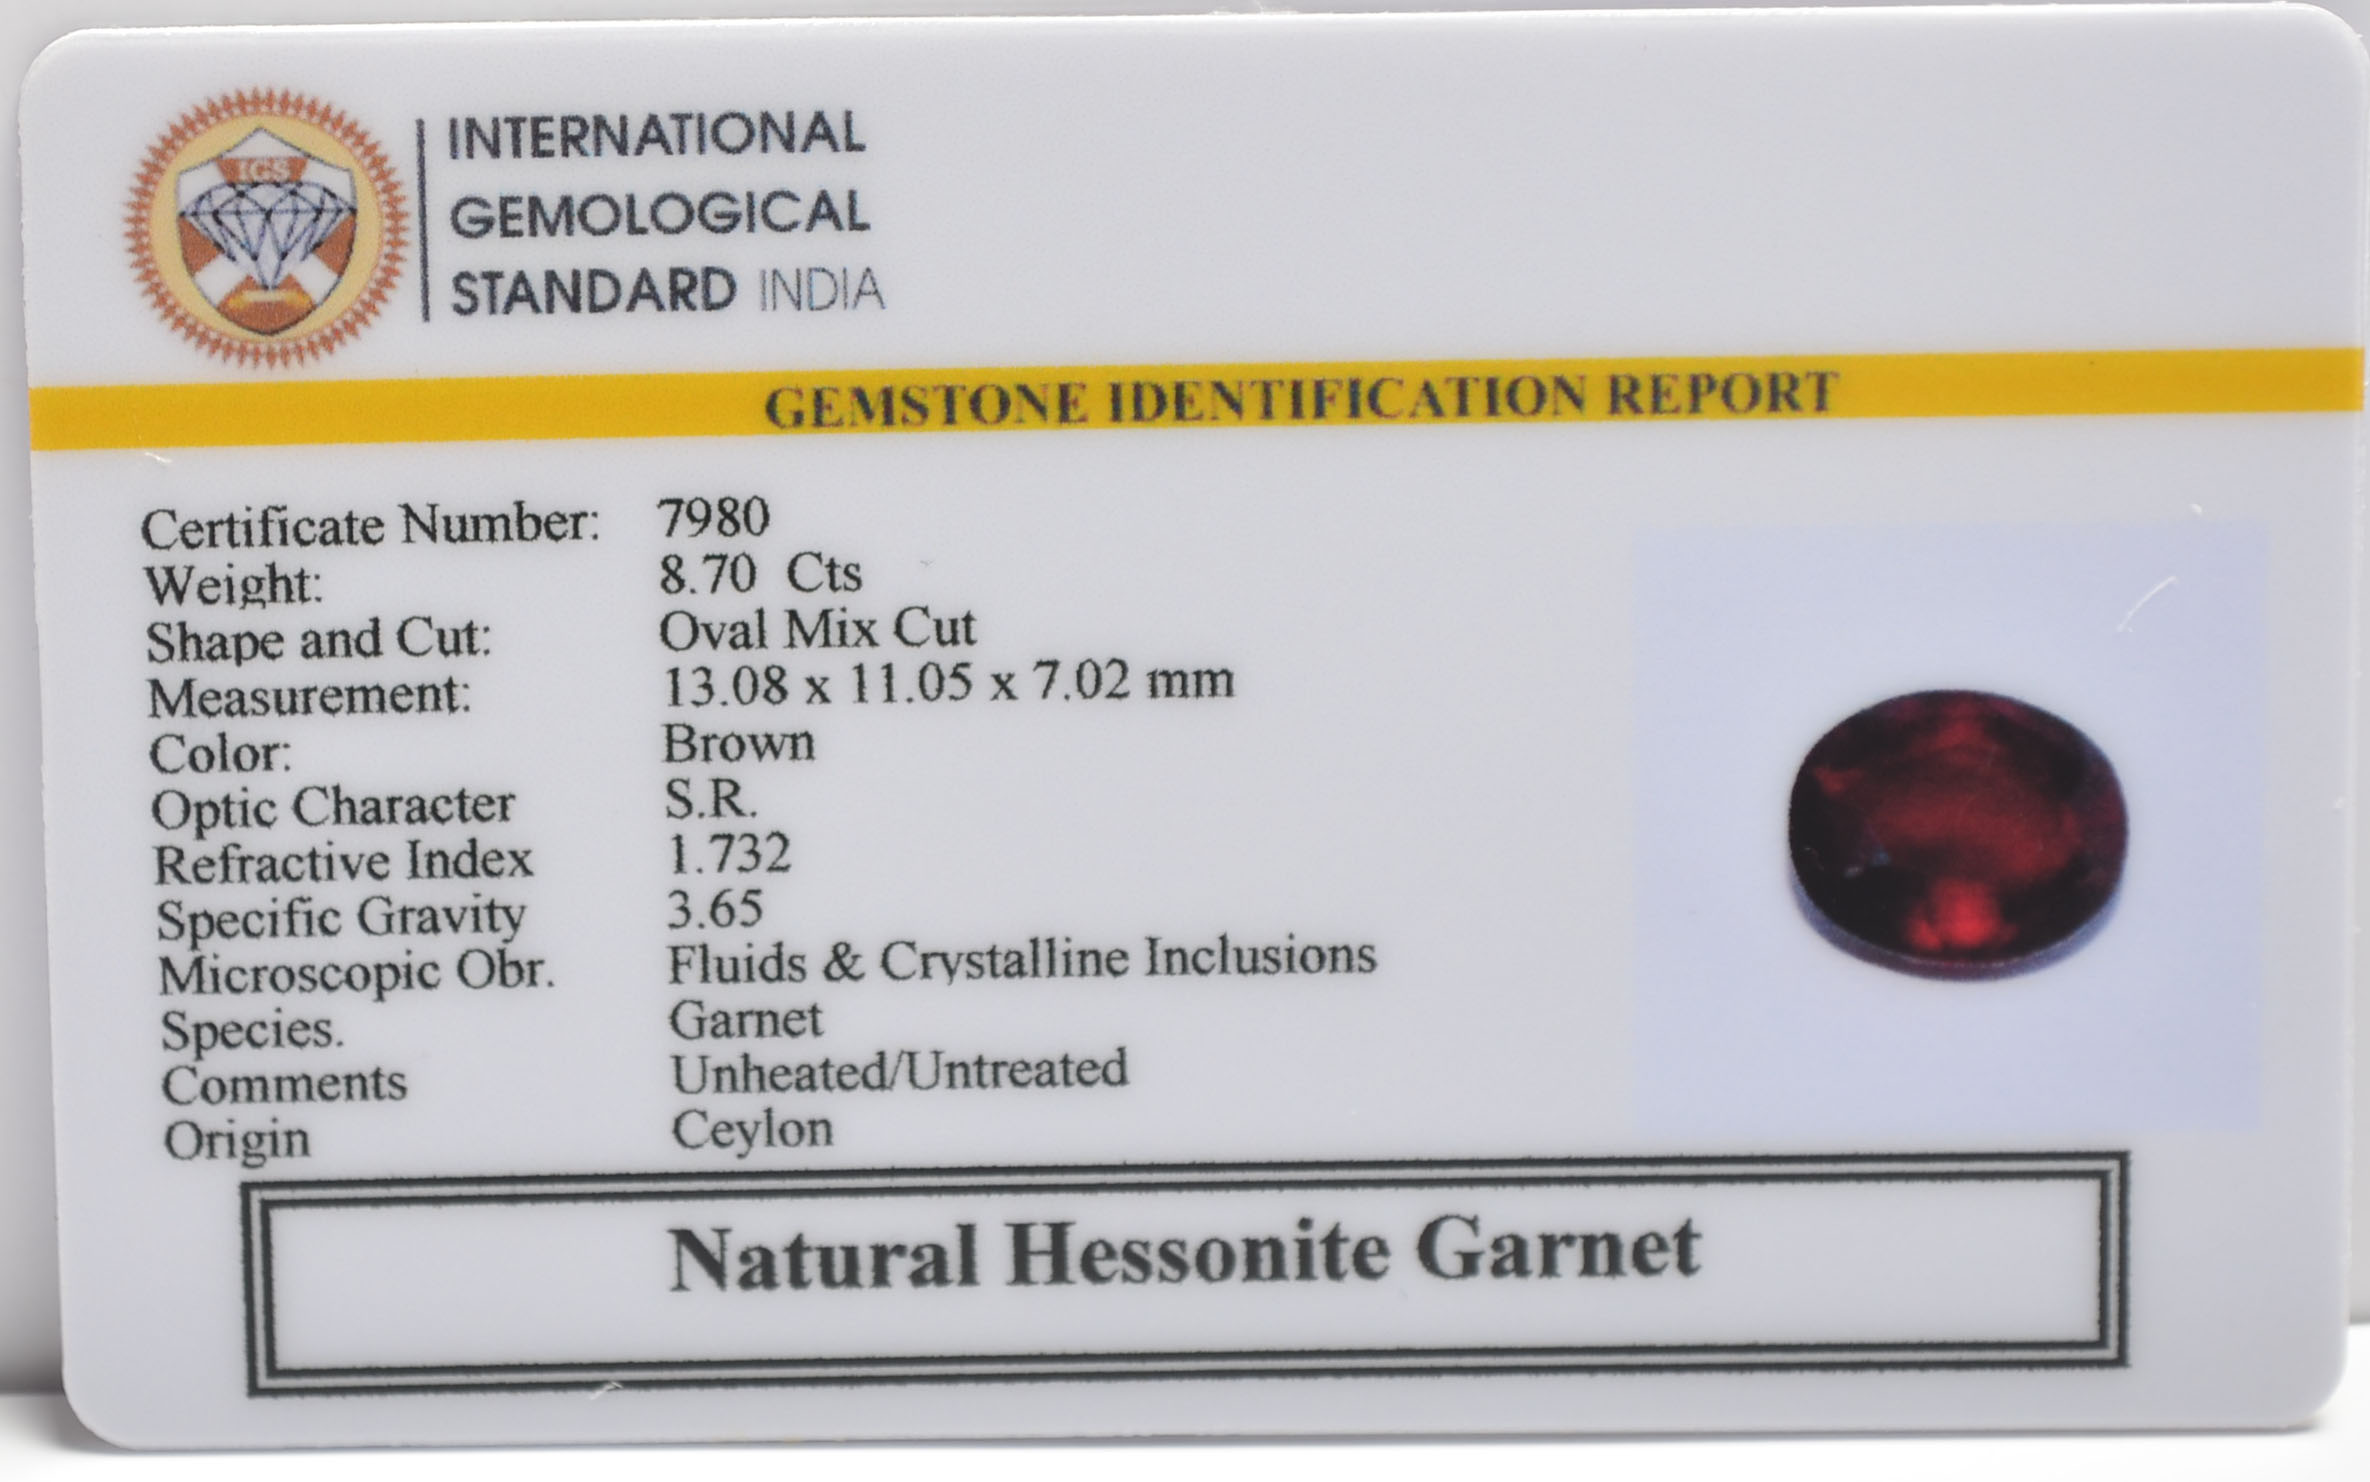 IGS
INTERNATIONAL
GEMOLOGICAL
STANDARD INDIA
GEMSTONE IDENTIFICATION REPORT
Certificate Number: 7980
Weight: 8.70 Cts
Shape and Cut: Oval Mix Cut
Measurement: 13.08 x 11.05 x 7.02 mm
Color: Brown
Optic Character S.R.
Refractive Index 1.732
Specific Gravity 3.65
Microscopic Obr. Fluids & Crystalline Inclusions
Species. Garnet
Comments Unheated/Untreated
Origin Ceylon
Natural Hessonite Garnet